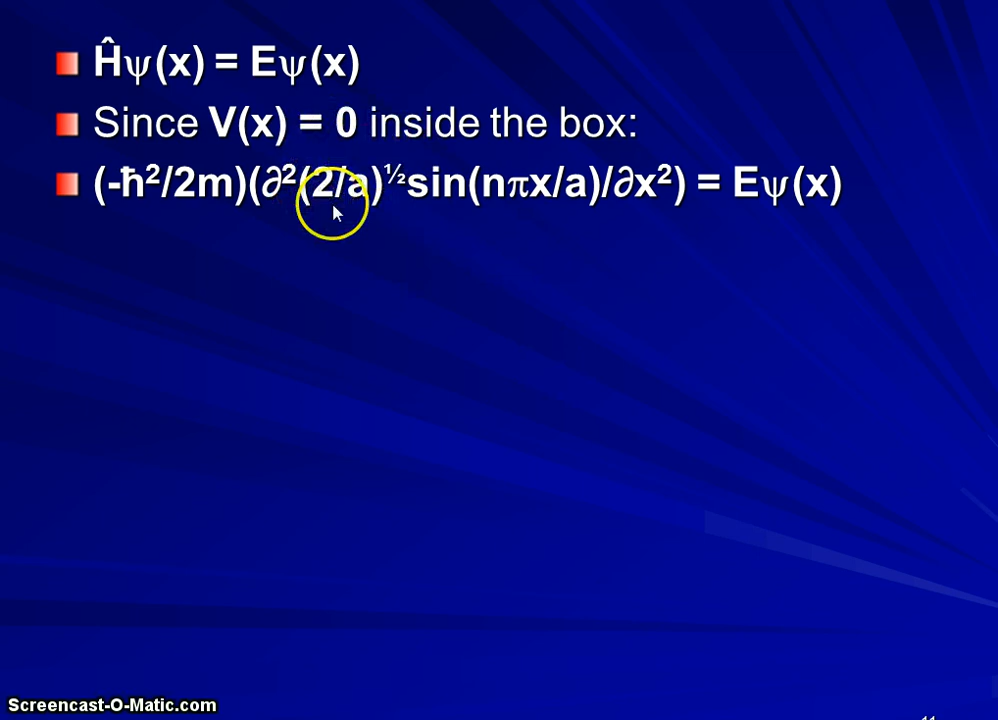 Ĥψ(x) = Eψ(x)
Since V(x) = 0 inside the box:
(-ħ²/2m)(∂²(2/a)^½sin(nπx/a)/∂x²) = Eψ(x)
Screencast-O-Matic.com